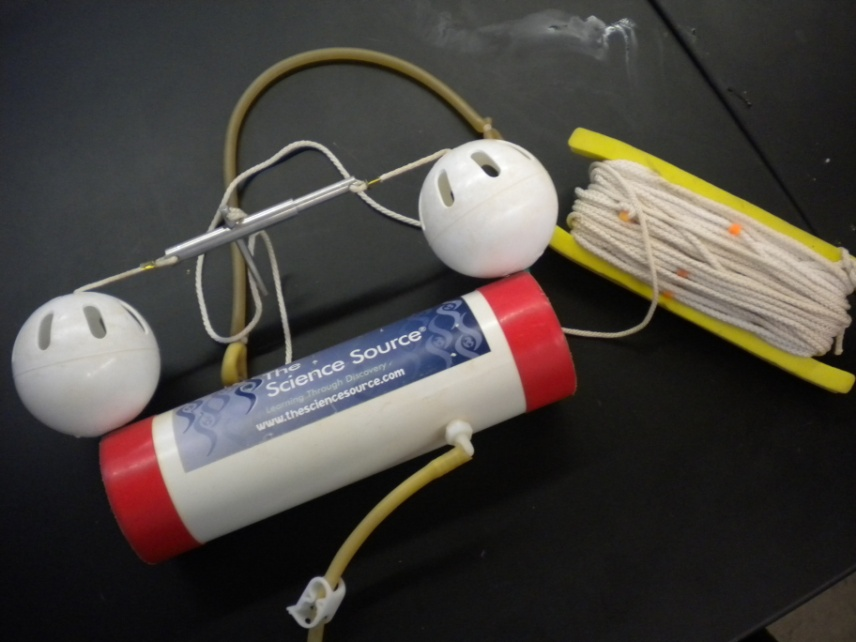 The
Science Source®
Learning Through Discovery
www.thesciencesource.com